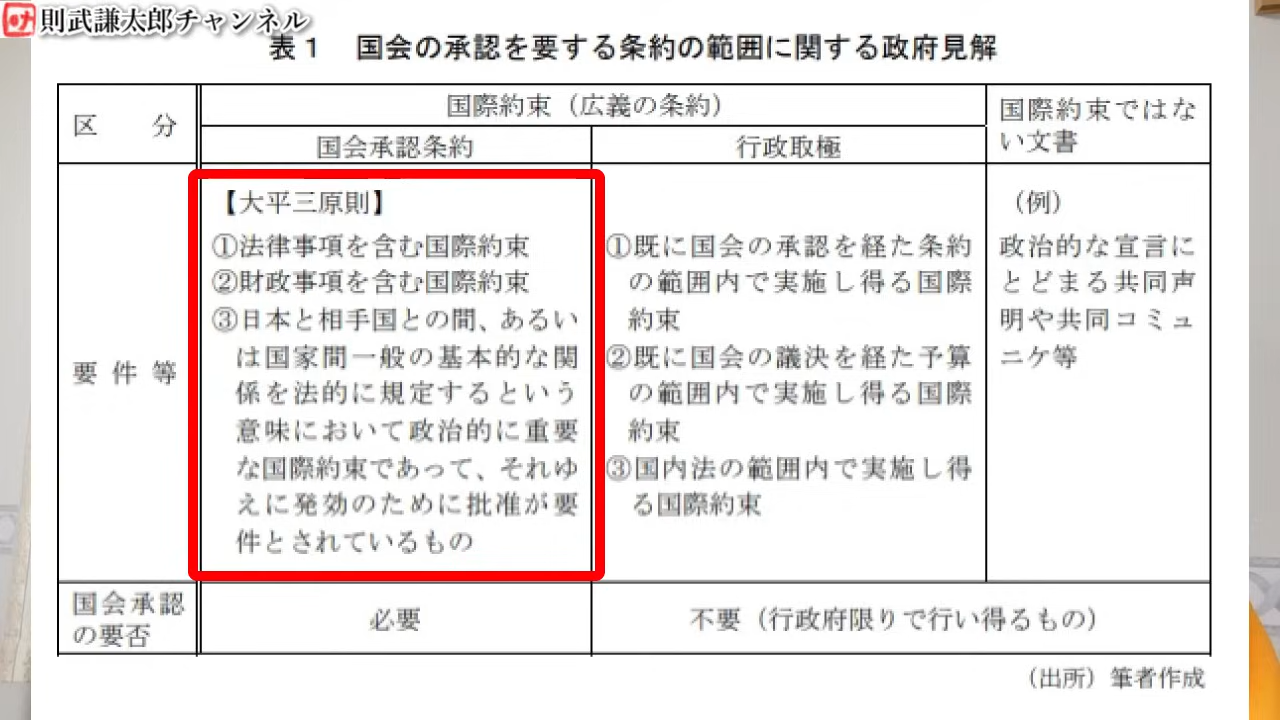 則武謙太郎チャンネル
表１　国会の承認を要する条約の範囲に関する政府見解
区　　分
国際約束（広義の条約）
国際約束ではな
い文書
国会承認条約
行政取極
要 件 等
【大平三原則】
①法律事項を含む国際約束
②財政事項を含む国際約束
③日本と相手国との間、あるい
は国家間一般の基本的な関
係を法的に規定するという
意味において政治的に重要
な国際約束であって、それゆ
えに発効のために批准が要
件とされているもの
①既に国会の承認を経た条約
の範囲内で実施し得る国際
約束
②既に国会の議決を経た予算
の範囲内で実施し得る国際
約束
③国内法の範囲内で実施し得
る国際約束
（例）
政治的な宣言に
とどまる共同声
明や共同コミュ
ニケ等
国会承認
の要否
必要
不要（行政府限りで行い得るもの）
（出所）筆者作成